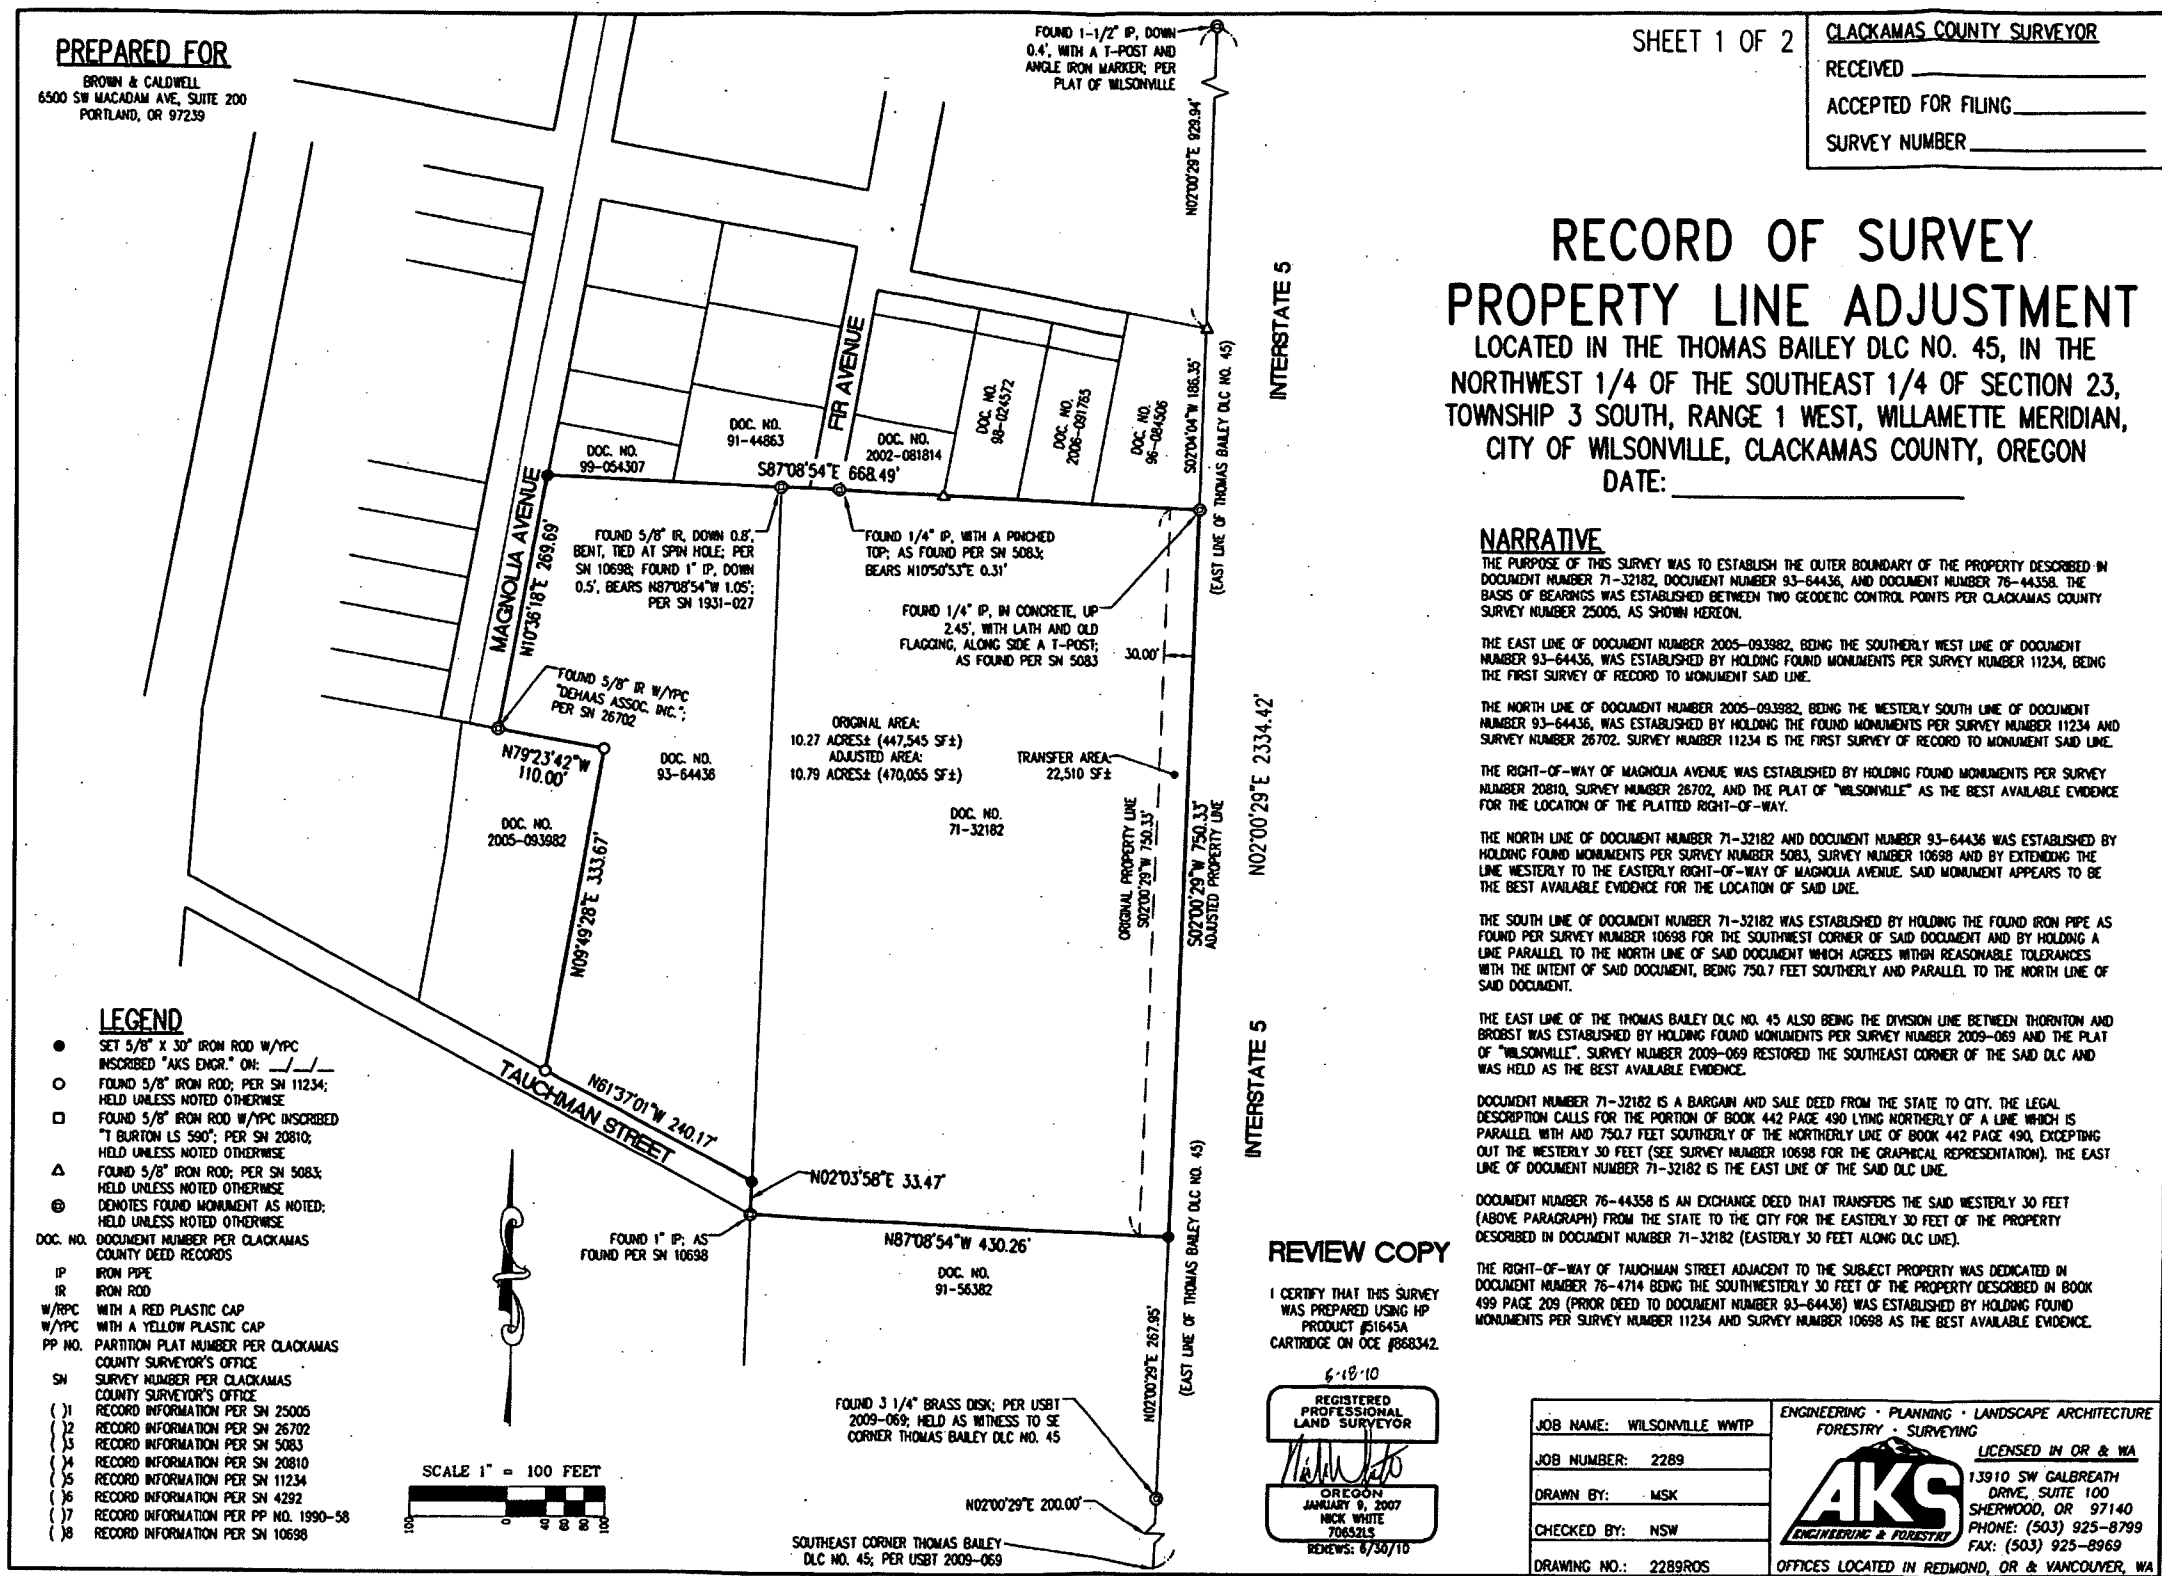 PREPARED FOR
BROWN & CALDWELL
6500 SW MACADAM AVE, SUITE 200
PORTLAND, OR 97239
FOUND 1-1/2" IP, DOWN
0.4', WITH A T-POST AND
ANGLE IRON MARKER; PER
PLAT OF WILSONVILLE
SHEET 1 OF 2
CLACKAMAS COUNTY SURVEYOR
RECEIVED
ACCEPTED FOR FILING
SURVEY NUMBER
RECORD OF SURVEY
PROPERTY LINE ADJUSTMENT
LOCATED IN THE THOMAS BAILEY DLC NO. 45, IN THE
NORTHWEST 1/4 OF THE SOUTHEAST 1/4 OF SECTION 23,
TOWNSHIP 3 SOUTH, RANGE 1 WEST, WILLAMETTE MERIDIAN,
CITY OF WILSONVILLE, CLACKAMAS COUNTY, OREGON
DATE:
N02°00'29"E 929.94'
INTERSTATE 5
S02°04'04"W 186.35'
(EAST LINE OF THOMAS BAILEY DLC NO. 45)
FIR AVENUE
MAGNOLIA AVENUE
N10°36'18"E 269.69'
DOC. NO.
99-054307
DOC. NO.
91-44863
DOC. NO.
2002-081814
DOC. NO.
98-024572
DOC. NO.
2006-091765
DOC. NO.
96-084506
S87°08'54"E 668.49'
FOUND 5/8" IR, DOWN 0.8',
BENT, TIED AT SPIN HOLE; PER
SN 10698; FOUND 1" IP, DOWN
0.5', BEARS N87°08'54"W 1.05';
PER SN 1931-027
FOUND 1/4" IP, WITH A PINCHED
TOP; AS FOUND PER SN 5083;
BEARS N10°50'53"E 0.31'
FOUND 1/4" IP, IN CONCRETE, UP
2.45', WITH LATH AND OLD
FLAGGING, ALONG SIDE A T-POST;
AS FOUND PER SN 5083
30.00'
FOUND 5/8" IR W/YPC
"DEHAAS ASSOC. INC.";
PER SN 26702
N79°23'42"W
110.00'
DOC. NO.
93-64436
ORIGINAL AREA:
10.27 ACRES± (447,545 SF±)
ADJUSTED AREA:
10.79 ACRES± (470,055 SF±)
TRANSFER AREA
22,510 SF±
DOC. NO.
71-32182
DOC. NO.
2005-093982
N09°49'28"E 333.67'
ORIGINAL PROPERTY LINE
S02°00'29"W 750.33'
S02°00'29"W 750.33'
ADJUSTED PROPERTY LINE
N02°00'29"E 2334.42'
INTERSTATE 5
TAUCHMAN STREET
N61°37'01"W 240.17'
N02°03'58"E 33.47'
FOUND 1" IP; AS
FOUND PER SN 10698
N87°08'54"W 430.26'
DOC. NO.
91-56382
N02°00'29"E 267.95'
(EAST LINE OF THOMAS BAILEY DLC NO. 45)
FOUND 3 1/4" BRASS DISK; PER USBT
2009-069; HELD AS WITNESS TO SE
CORNER THOMAS BAILEY DLC NO. 45
N02°00'29"E 200.00'
SOUTHEAST CORNER THOMAS BAILEY
DLC NO. 45; PER USBT 2009-069
LEGEND
SET 5/8" X 30" IRON ROD W/YPC
INSCRIBED "AKS ENGR." ON: __/__/__
FOUND 5/8" IRON ROD; PER SN 11234;
HELD UNLESS NOTED OTHERWISE
FOUND 5/8" IRON ROD W/YPC INSCRIBED
"T BURTON LS 590"; PER SN 20810;
HELD UNLESS NOTED OTHERWISE
FOUND 5/8" IRON ROD; PER SN 5083;
HELD UNLESS NOTED OTHERWISE
DENOTES FOUND MONUMENT AS NOTED;
HELD UNLESS NOTED OTHERWISE
DOC. NO. DOCUMENT NUMBER PER CLACKAMAS
COUNTY DEED RECORDS
IP IRON PIPE
IR IRON ROD
W/RPC WITH A RED PLASTIC CAP
W/YPC WITH A YELLOW PLASTIC CAP
PP NO. PARTITION PLAT NUMBER PER CLACKAMAS
COUNTY SURVEYOR'S OFFICE
SN SURVEY NUMBER PER CLACKAMAS
COUNTY SURVEYOR'S OFFICE
( )1 RECORD INFORMATION PER SN 25005
( )2 RECORD INFORMATION PER SN 26702
( )3 RECORD INFORMATION PER SN 5083
( )4 RECORD INFORMATION PER SN 20810
( )5 RECORD INFORMATION PER SN 11234
( )6 RECORD INFORMATION PER SN 4292
( )7 RECORD INFORMATION PER PP NO. 1990-58
( )8 RECORD INFORMATION PER SN 10698
SCALE 1" = 100 FEET
100 0 40 60 80 100
NARRATIVE
THE PURPOSE OF THIS SURVEY WAS TO ESTABLISH THE OUTER BOUNDARY OF THE PROPERTY DESCRIBED IN
DOCUMENT NUMBER 71-32182, DOCUMENT NUMBER 93-64436, AND DOCUMENT NUMBER 76-44358. THE
BASIS OF BEARINGS WAS ESTABLISHED BETWEEN TWO GEODETIC CONTROL POINTS PER CLACKAMAS COUNTY
SURVEY NUMBER 25005, AS SHOWN HEREON.
THE EAST LINE OF DOCUMENT NUMBER 2005-093982, BEING THE SOUTHERLY WEST LINE OF DOCUMENT
NUMBER 93-64436, WAS ESTABLISHED BY HOLDING FOUND MONUMENTS PER SURVEY NUMBER 11234, BEING
THE FIRST SURVEY OF RECORD TO MONUMENT SAID LINE.
THE NORTH LINE OF DOCUMENT NUMBER 2005-093982, BEING THE WESTERLY SOUTH LINE OF DOCUMENT
NUMBER 93-64436, WAS ESTABLISHED BY HOLDING THE FOUND MONUMENTS PER SURVEY NUMBER 11234 AND
SURVEY NUMBER 26702. SURVEY NUMBER 11234 IS THE FIRST SURVEY OF RECORD TO MONUMENT SAID LINE.
THE RIGHT-OF-WAY OF MAGNOLIA AVENUE WAS ESTABLISHED BY HOLDING FOUND MONUMENTS PER SURVEY
NUMBER 20810, SURVEY NUMBER 26702, AND THE PLAT OF "WILSONVILLE" AS THE BEST AVAILABLE EVIDENCE
FOR THE LOCATION OF THE PLATTED RIGHT-OF-WAY.
THE NORTH LINE OF DOCUMENT NUMBER 71-32182 AND DOCUMENT NUMBER 93-64436 WAS ESTABLISHED BY
HOLDING FOUND MONUMENTS PER SURVEY NUMBER 5083, SURVEY NUMBER 10698 AND BY EXTENDING THE
LINE WESTERLY TO THE EASTERLY RIGHT-OF-WAY OF MAGNOLIA AVENUE. SAID MONUMENT APPEARS TO BE
THE BEST AVAILABLE EVIDENCE FOR THE LOCATION OF SAID LINE.
THE SOUTH LINE OF DOCUMENT NUMBER 71-32182 WAS ESTABLISHED BY HOLDING THE FOUND IRON PIPE AS
FOUND PER SURVEY NUMBER 10698 FOR THE SOUTHWEST CORNER OF SAID DOCUMENT AND BY HOLDING A
LINE PARALLEL TO THE NORTH LINE OF SAID DOCUMENT WHICH AGREES WITHIN REASONABLE TOLERANCES
WITH THE INTENT OF SAID DOCUMENT, BEING 750.7 FEET SOUTHERLY AND PARALLEL TO THE NORTH LINE OF
SAID DOCUMENT.
THE EAST LINE OF THE THOMAS BAILEY DLC NO. 45 ALSO BEING THE DIVISION LINE BETWEEN THORNTON AND
BROBST WAS ESTABLISHED BY HOLDING FOUND MONUMENTS PER SURVEY NUMBER 2009-069 AND THE PLAT
OF "WILSONVILLE". SURVEY NUMBER 2009-069 RESTORED THE SOUTHEAST CORNER OF THE SAID DLC AND
WAS HELD AS THE BEST AVAILABLE EVIDENCE.
DOCUMENT NUMBER 71-32182 IS A BARGAIN AND SALE DEED FROM THE STATE TO CITY. THE LEGAL
DESCRIPTION CALLS FOR THE PORTION OF BOOK 442 PAGE 490 LYING NORTHERLY OF A LINE WHICH IS
PARALLEL WITH AND 750.7 FEET SOUTHERLY OF THE NORTHERLY LINE OF BOOK 442 PAGE 490, EXCEPTING
OUT THE WESTERLY 30 FEET (SEE SURVEY NUMBER 10698 FOR THE GRAPHICAL REPRESENTATION). THE EAST
LINE OF DOCUMENT NUMBER 71-32182 IS THE EAST LINE OF THE SAID DLC LINE.
DOCUMENT NUMBER 76-44358 IS AN EXCHANGE DEED THAT TRANSFERS THE SAID WESTERLY 30 FEET
(ABOVE PARAGRAPH) FROM THE STATE TO THE CITY FOR THE EASTERLY 30 FEET OF THE PROPERTY
DESCRIBED IN DOCUMENT NUMBER 71-32182 (EASTERLY 30 FEET ALONG DLC LINE).
THE RIGHT-OF-WAY OF TAUCHMAN STREET ADJACENT TO THE SUBJECT PROPERTY WAS DEDICATED IN
DOCUMENT NUMBER 76-4714 BEING THE SOUTHWESTERLY 30 FEET OF THE PROPERTY DESCRIBED IN BOOK
499 PAGE 209 (PRIOR DEED TO DOCUMENT NUMBER 93-64436) WAS ESTABLISHED BY HOLDING FOUND
MONUMENTS PER SURVEY NUMBER 11234 AND SURVEY NUMBER 10698 AS THE BEST AVAILABLE EVIDENCE.
REVIEW COPY
I CERTIFY THAT THIS SURVEY
WAS PREPARED USING HP
PRODUCT #51645A
CARTRIDGE ON OCE #868342.
6-18-10
REGISTERED
PROFESSIONAL
LAND SURVEYOR
OREGON
JANUARY 9, 2007
NICK WHITE
70652LS
RENEWS: 6/30/10
JOB NAME: WILSONVILLE WWTP
JOB NUMBER: 2289
DRAWN BY: MSK
CHECKED BY: NSW
DRAWING NO.: 2289ROS
ENGINEERING · PLANNING · LANDSCAPE ARCHITECTURE
FORESTRY · SURVEYING
LICENSED IN OR & WA
13910 SW GALBREATH
DRIVE, SUITE 100
SHERWOOD, OR 97140
PHONE: (503) 925-8799
FAX: (503) 925-8969
AKS
ENGINEERING & FORESTRY
OFFICES LOCATED IN REDMOND, OR & VANCOUVER, WA